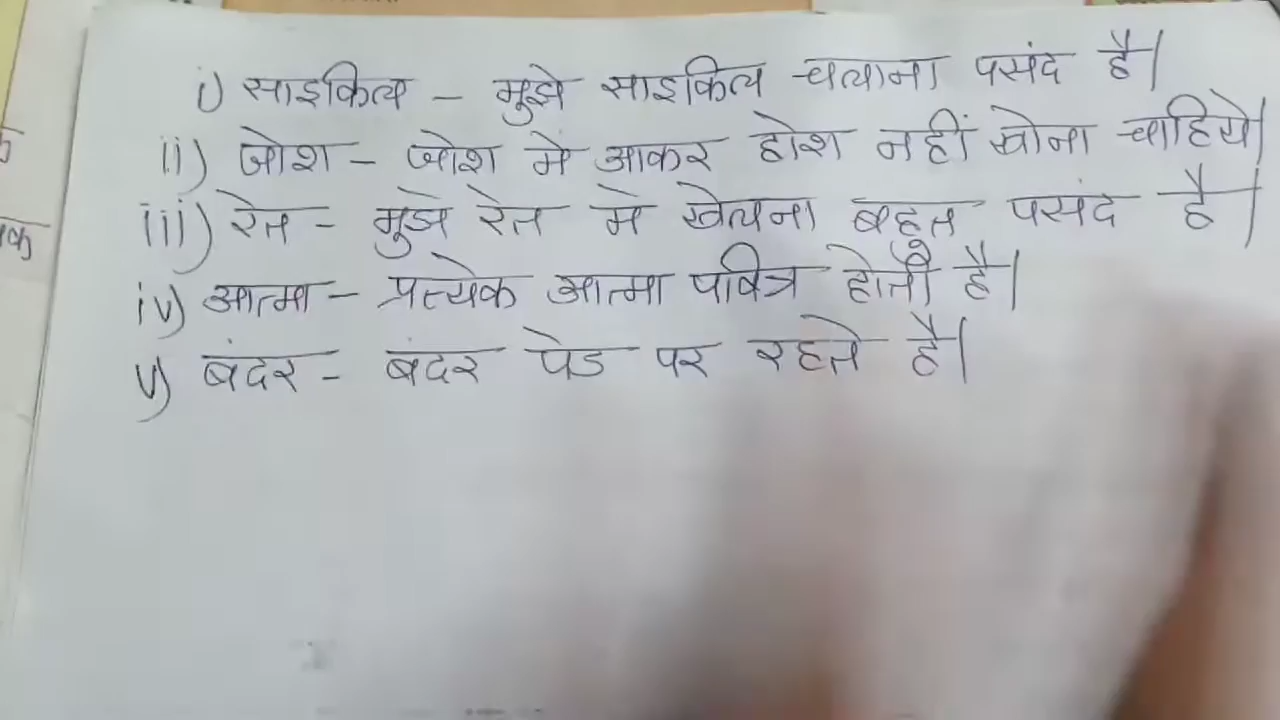 i) साइकिल - मुझे साइकिल चलाना पसंद है।
ii) जोश - जोश में आकर होश नहीं खोना चाहिये।
iii) रेत - मुझे रेत मे खेलना बहुत पसंद है।
iv) आत्मा - प्रत्येक आत्मा पवित्र होती है।
v) बंदर - बंदर पेड पर रहते है।